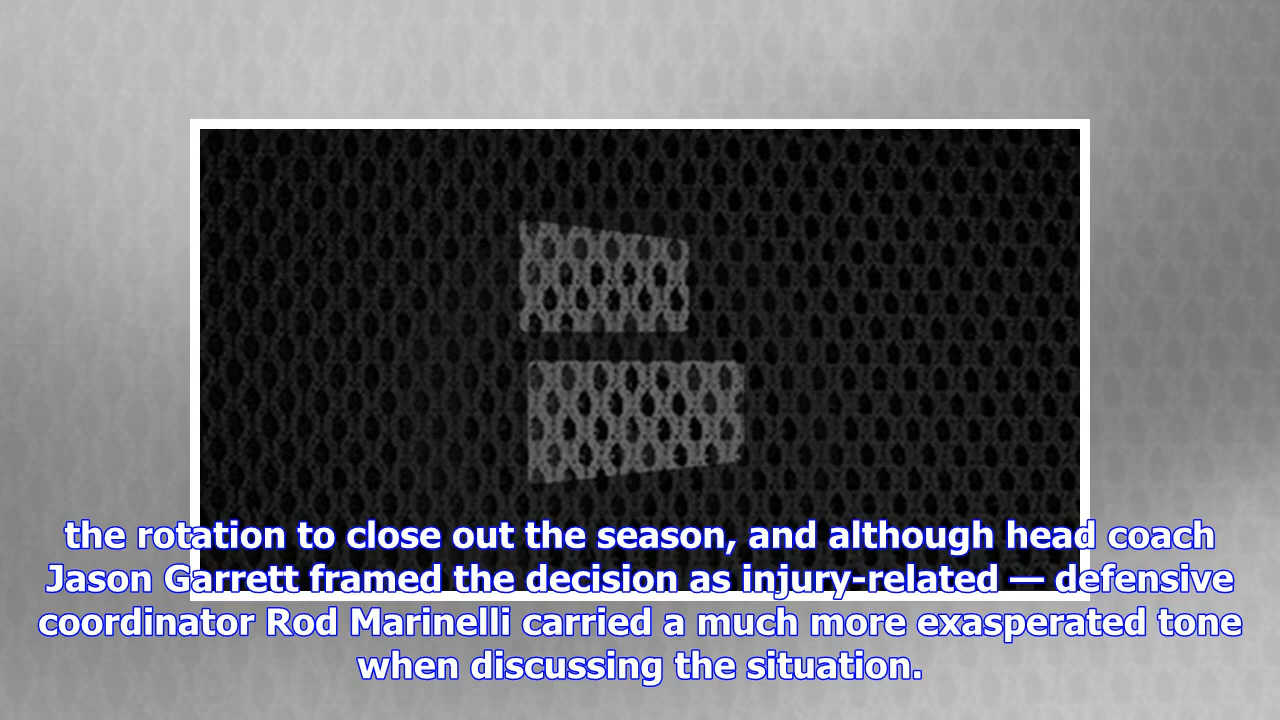 the rotation to close out the season, and although head coach
Jason Garrett framed the decision as injury-related — defensive
coordinator Rod Marinelli carried a much more exasperated tone
when discussing the situation.